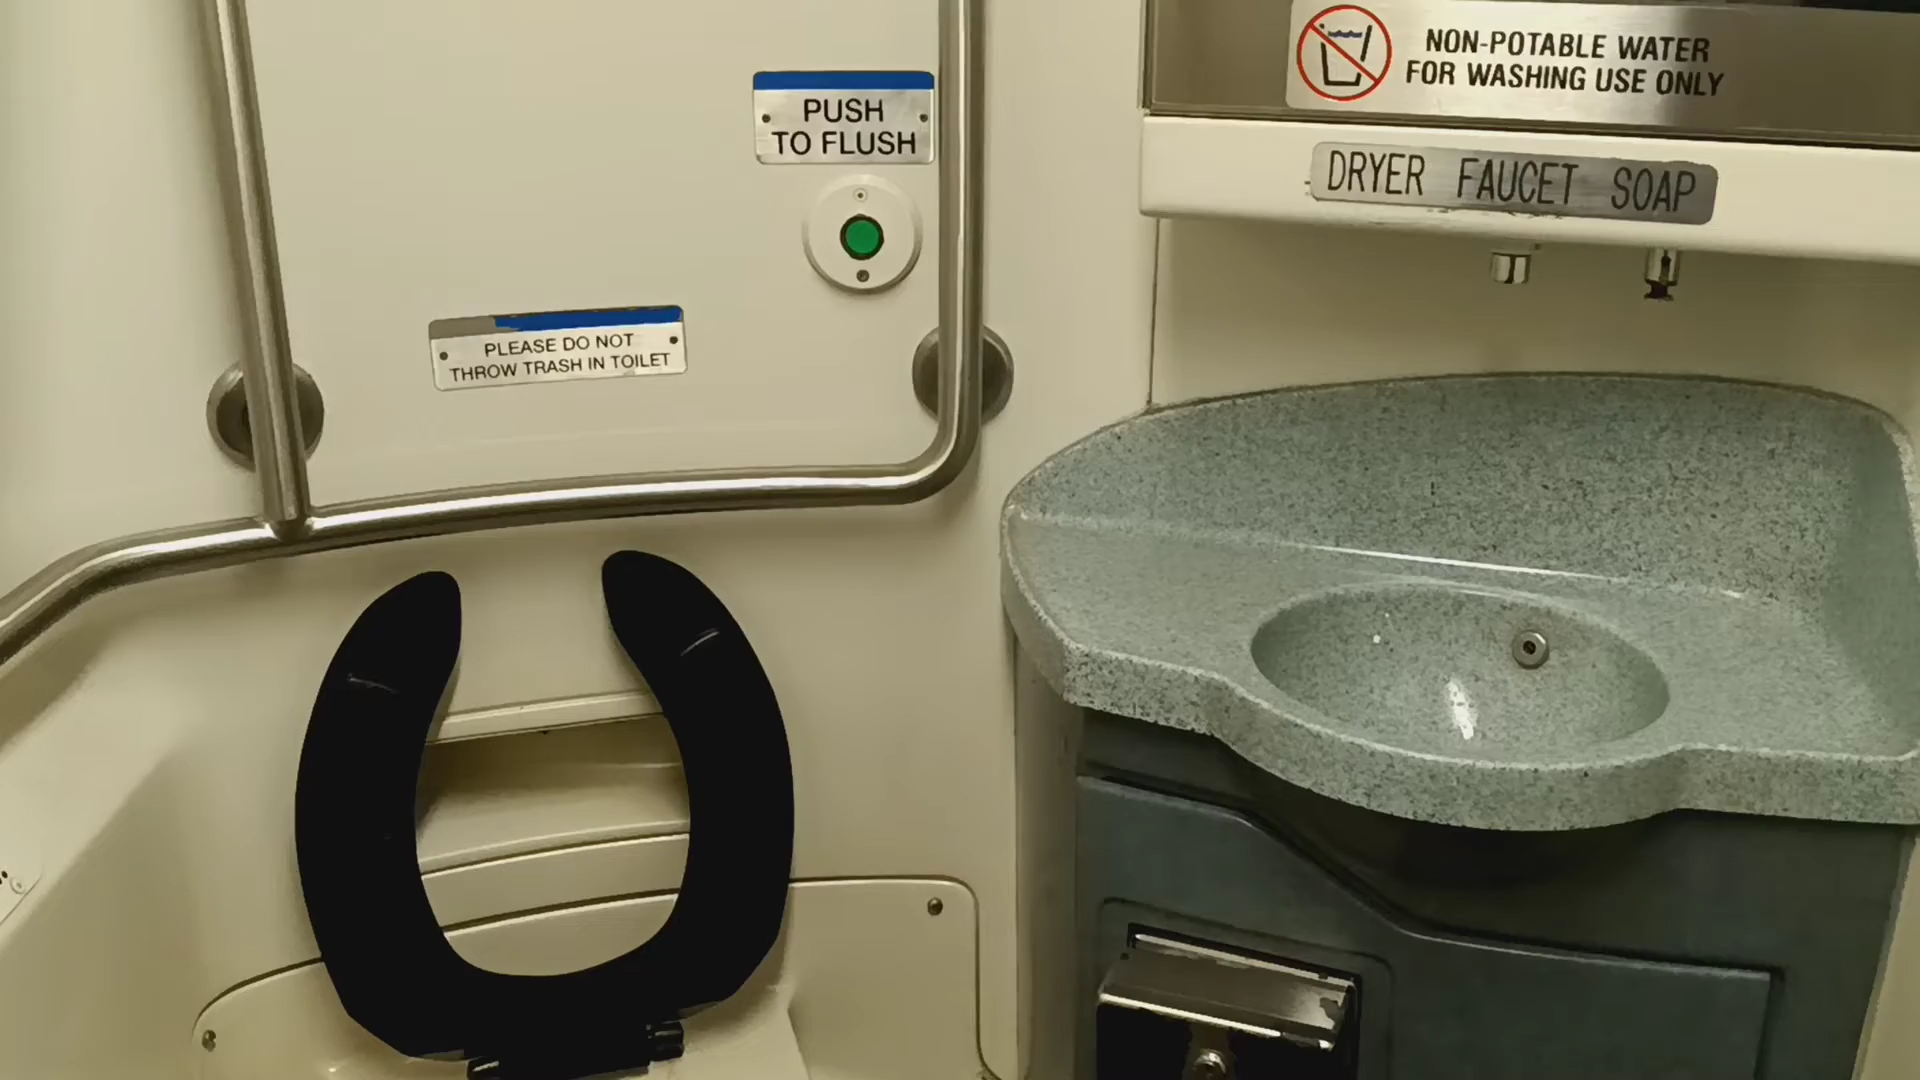 PUSH
TO FLUSH
PLEASE DO NOT
THROW TRASH IN TOILET
NON-POTABLE WATER
FOR WASHING USE ONLY
DRYER FAUCET SOAP